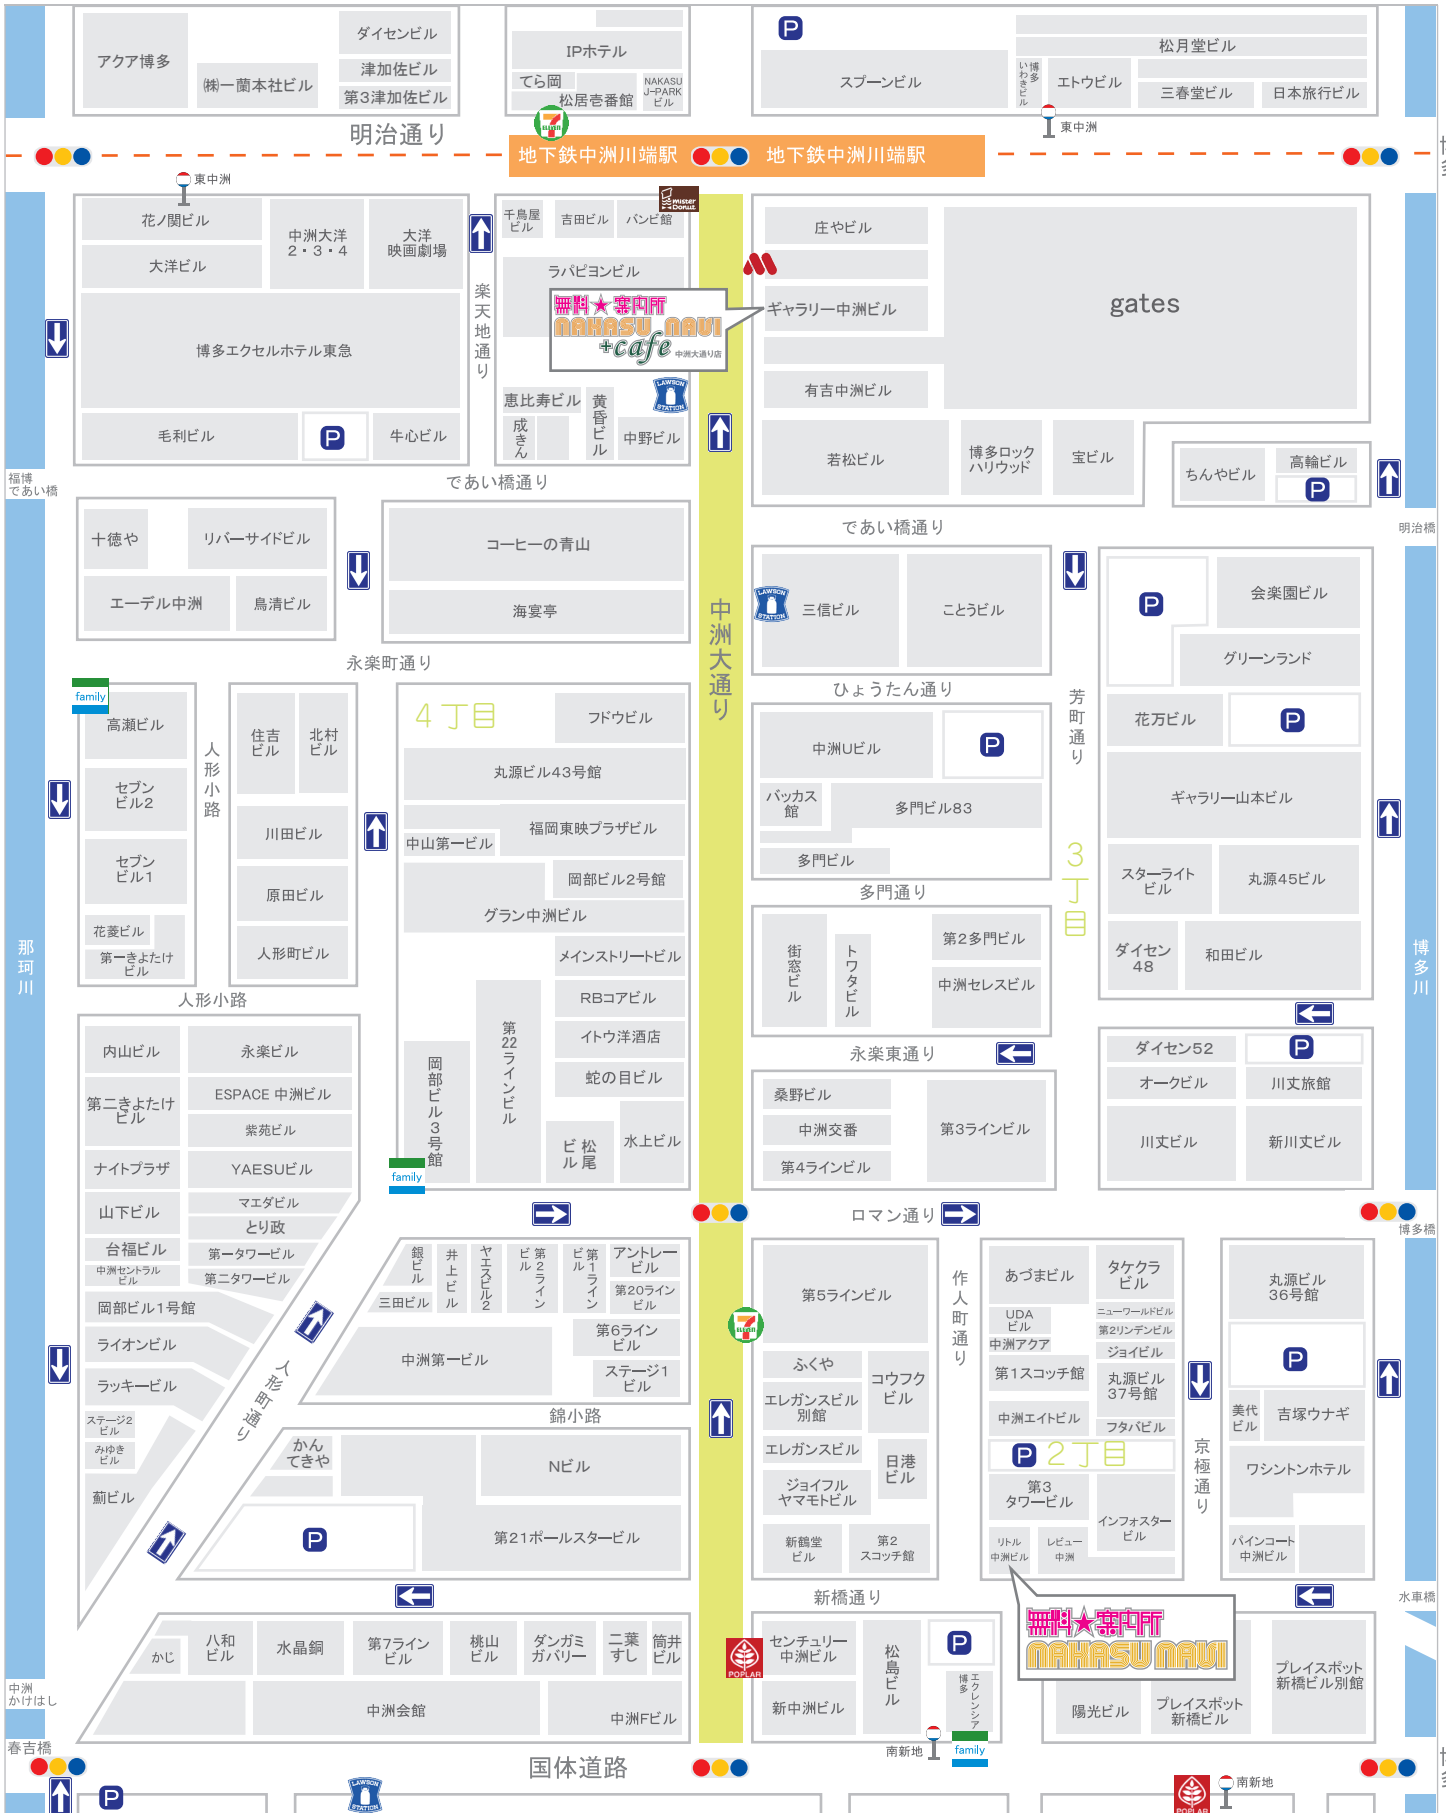 アクア博多
㈱一蘭本社ビル
ダイセンビル
津加佐ビル
第3津加佐ビル
IPホテル
てら岡
松居壱番館
NAKASU
J-PARK
ビル
スプーンビル
松月堂ビル
博多
いわきビル
エトウビル
三春堂ビル
日本旅行ビル
明治通り
東中洲
地下鉄中洲川端駅
地下鉄中洲川端駅
東中洲
花ノ関ビル
大洋ビル
中洲大洋
2・3・4
大洋
映画劇場
博多エクセルホテル東急
毛利ビル
牛心ビル
楽天地通り
千鳥屋
ビル
吉田ビル
バンビ館
mister
Donut
ラパピヨンビル
無料★案内所
NAKASU NAVI
+cafe
中洲大通り店
恵比寿ビル
成きん
黄昏ビル
中野ビル
LAWSON
STATION
庄やビル
ギャラリー中洲ビル
有吉中洲ビル
gates
若松ビル
博多ロック
ハリウッド
宝ビル
ちんやビル
高輪ビル
福博
であい橋
であい橋通り
であい橋通り
明治橋
十徳や
リバーサイドビル
エーデル中洲
鳥清ビル
コーヒーの青山
海宴亭
永楽町通り
中洲大通り
LAWSON
STATION
三信ビル
ことうビル
ひょうたん通り
芳町通り
会楽園ビル
グリーンランド
花万ビル
ギャラリー山本ビル
スターライト
ビル
丸源45ビル
ダイセン
48
和田ビル
3丁目
family
高瀬ビル
セブン
ビル2
セブン
ビル1
花菱ビル
第一きよたけ
ビル
人形小路
住吉
ビル
北村
ビル
川田ビル
原田ビル
人形町ビル
人形小路
4丁目
フドウビル
丸源ビル43号館
福岡東映プラザビル
中山第一ビル
岡部ビル2号館
グラン中洲ビル
メインストリートビル
RBコアビル
イトウ洋酒店
蛇の目ビル
第22ラインビル
岡部ビル3号館
松尾ビル
水上ビル
family
中洲Uビル
バッカス
館
多門ビル83
多門ビル
多門通り
街窓ビル
トワタビル
第2多門ビル
中洲セレスビル
永楽東通り
桑野ビル
中洲交番
第4ラインビル
第3ラインビル
ダイセン52
オークビル
川丈旅館
川丈ビル
新川丈ビル
那珂川
博多川
内山ビル
永楽ビル
第二きよたけ
ビル
ESPACE 中洲ビル
紫苑ビル
ナイトプラザ
YAESUビル
山下ビル
マエダビル
とり政
台福ビル
第一タワービル
中洲セントラル
ビル
第二タワービル
岡部ビル1号館
ライオンビル
ラッキービル
ステージ2
ビル
みゆき
ビル
薊ビル
人形町通り
ロマン通り
博多橋
銀ビル
井上ビル
ヤエスビル2
第2ラインビル
第1ラインビル
アントレー
ビル
三田ビル
第20ライン
ビル
第6ライン
ビル
中洲第一ビル
ステージ1
ビル
錦小路
かん
てきや
Nビル
第21ポールスタービル
第5ラインビル
ふくや
コウフク
ビル
エレガンスビル
別館
エレガンスビル
日港
ビル
ジョイフル
ヤマモトビル
新鶴堂
ビル
第2
スコッチ館
作人町通り
あづまビル
タケクラ
ビル
UDA
ビル
ニューワールドビル
第2リンデンビル
中洲アクア
ジョイビル
第1スコッチ館
丸源ビル
37号館
中洲エイトビル
フタバビル
2丁目
第3
タワービル
インフォスター
ビル
リトル
中洲ビル
レビュー
中洲
京極通り
丸源ビル
36号館
美代
ビル
吉塚ウナギ
ワシントンホテル
パインコート
中洲ビル
新橋通り
水車橋
かじ
八和
ビル
水晶鋼
第7ライン
ビル
桃山
ビル
ダンガミ
ガバリー
二葉
すし
筒井
ビル
中洲会館
中洲Fビル
POPLAR
センチュリー
中洲ビル
新中洲ビル
松島ビル
エクレンシア
博多
無料★案内所
NAKASU NAVI
陽光ビル
プレイスポット
新橋ビル
プレイスポット
新橋ビル別館
中洲
かけはし
春吉橋
国体道路
南新地
family
南新地
LAWSON
STATION
POPLAR